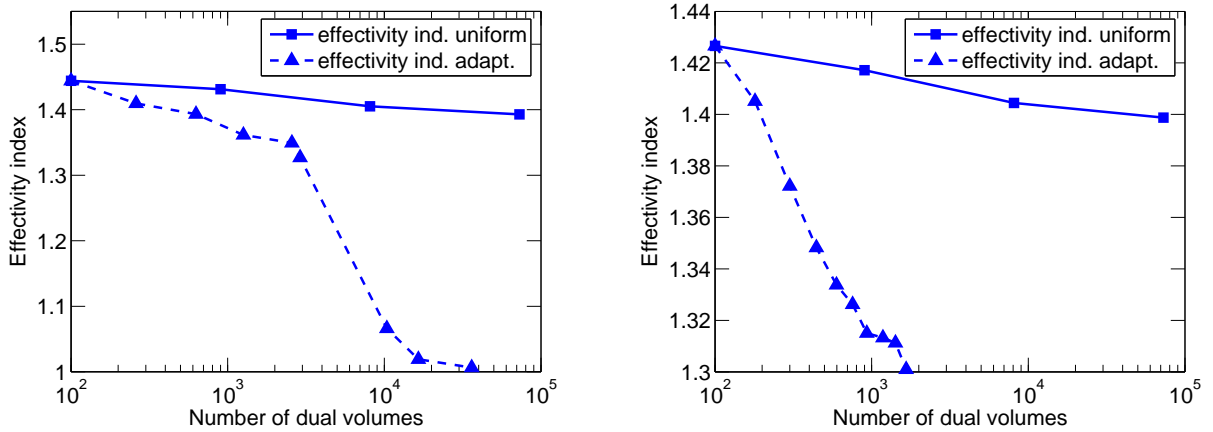 effectivity ind. uniform
effectivity ind. adapt.
Effectivity index
1.5
1.4
1.3
1.2
1.1
1
10^2
10^3
10^4
10^5
Number of dual volumes
effectivity ind. uniform
effectivity ind. adapt.
Effectivity index
1.44
1.42
1.4
1.38
1.36
1.34
1.32
1.3
10^2
10^3
10^4
10^5
Number of dual volumes